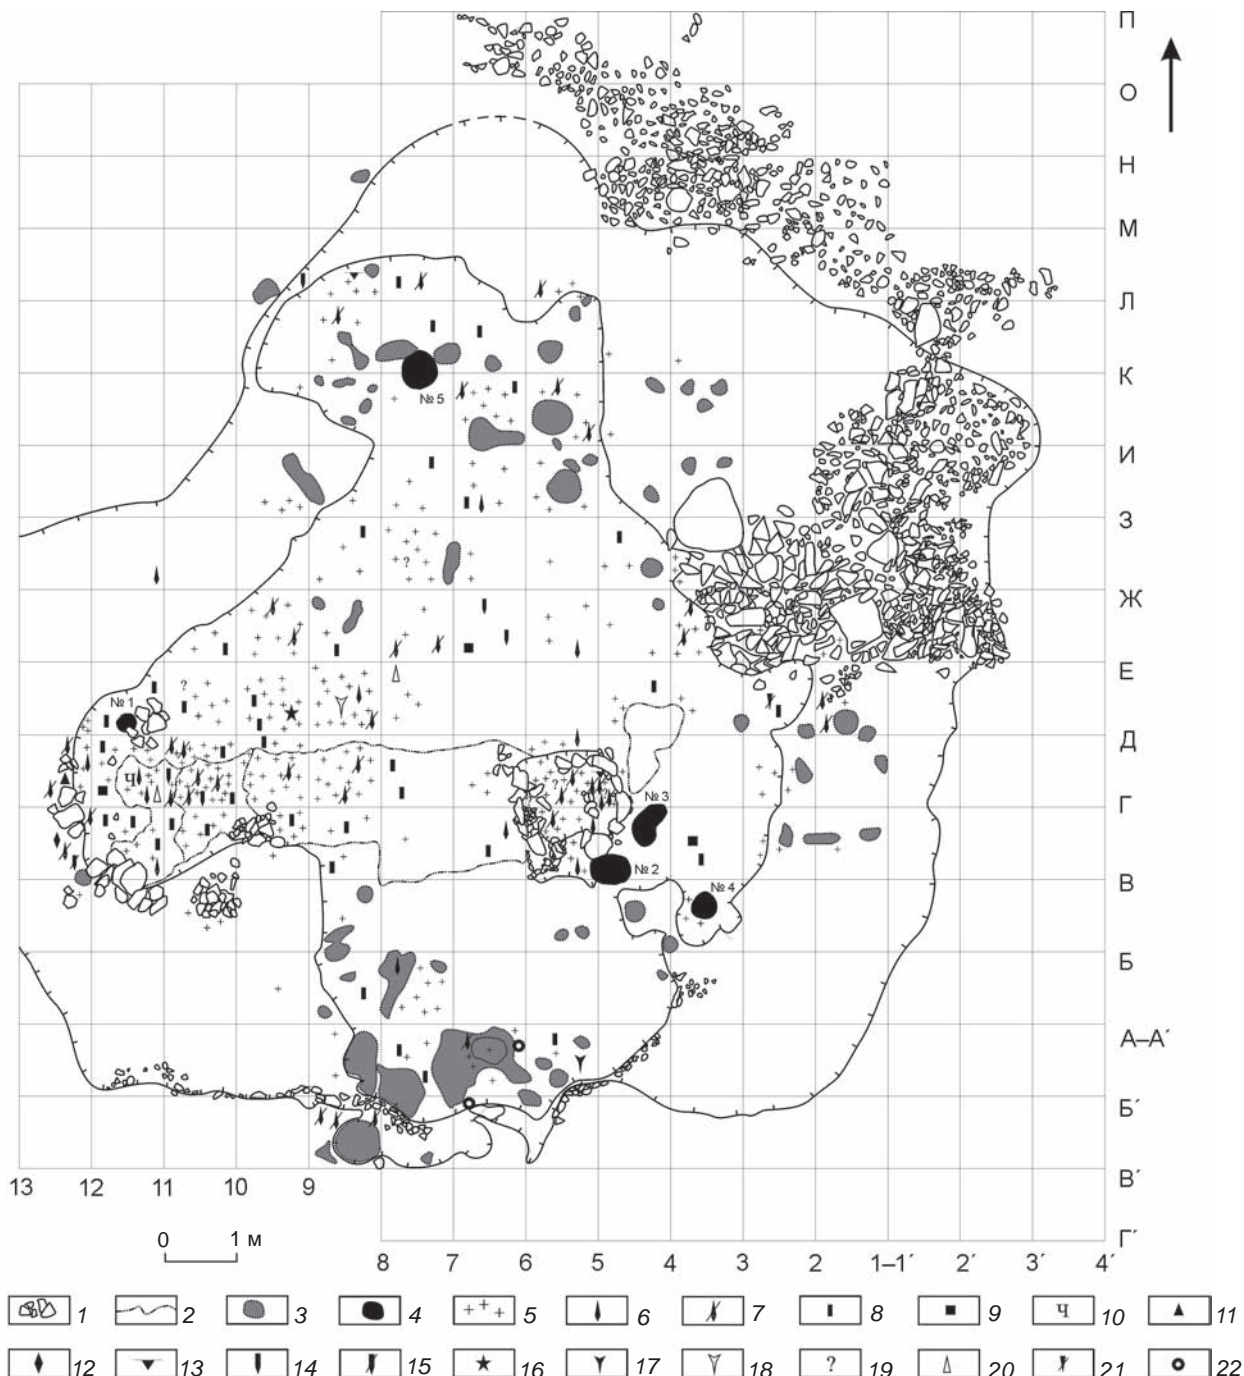 П
О
Н
М
Л
К
№ 5
И
З
?
Ж
Е
№ 1
?
Д
Ч
?
?
Г
№ 3
№ 2
В
№ 4
Б
А–А´
Б´
13 12 11 10 9
В´
0 1 м
Г´
8 7 6 5 4 3 2 1–1´ 2´ 3´ 4´
1 2 3 4 5 6 7 8 9 Ч 10 11
12 13 14 15 16 17 18 ? 19 20 21 22